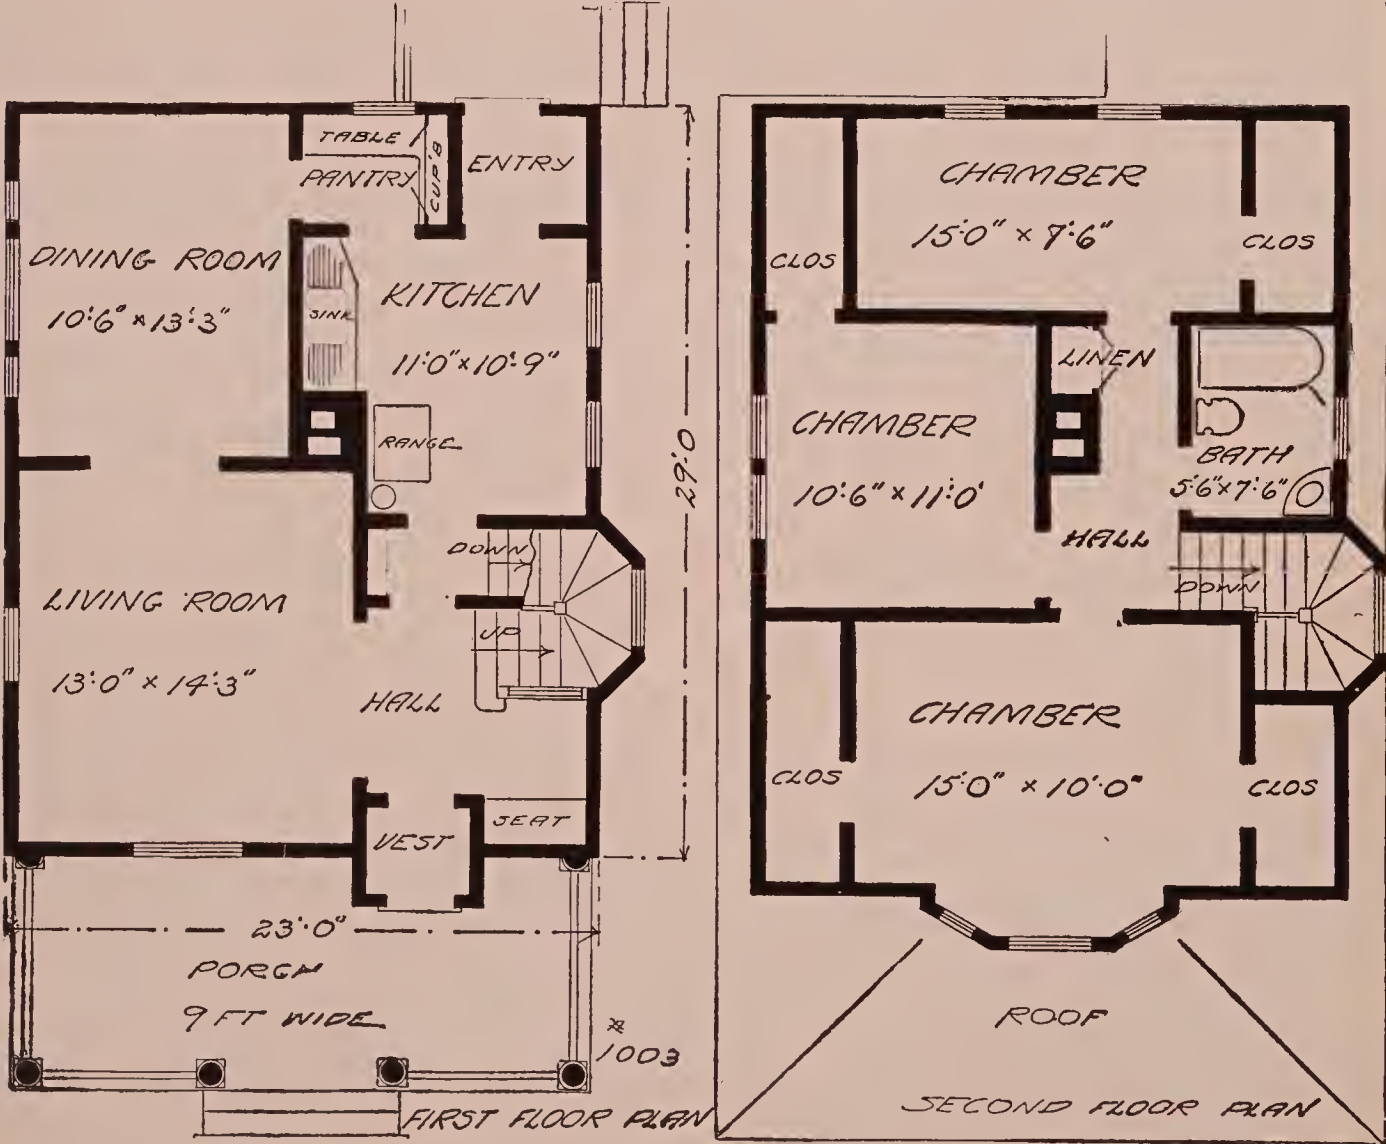 TABLE
PANTRY
CUP'B
ENTRY
DINING ROOM
10'6" x 13'3"
SINK
KITCHEN
11'0" x 10'9"
RANGE
29'0
DOWN
UP
LIVING ROOM
13'0" x 14'3"
HALL
VEST
SEAT
23'0"
PORCH
9 FT WIDE
#
1003
FIRST FLOOR PLAN
CHAMBER
15'0" x 7'6"
CLOS
CLOS
LINEN
CHAMBER
10'6" x 11'0'
BATH
5'6" x 7'6"
HALL
DOWN
CHAMBER
15'0" x 10'0"
CLOS
CLOS
ROOF
SECOND FLOOR PLAN